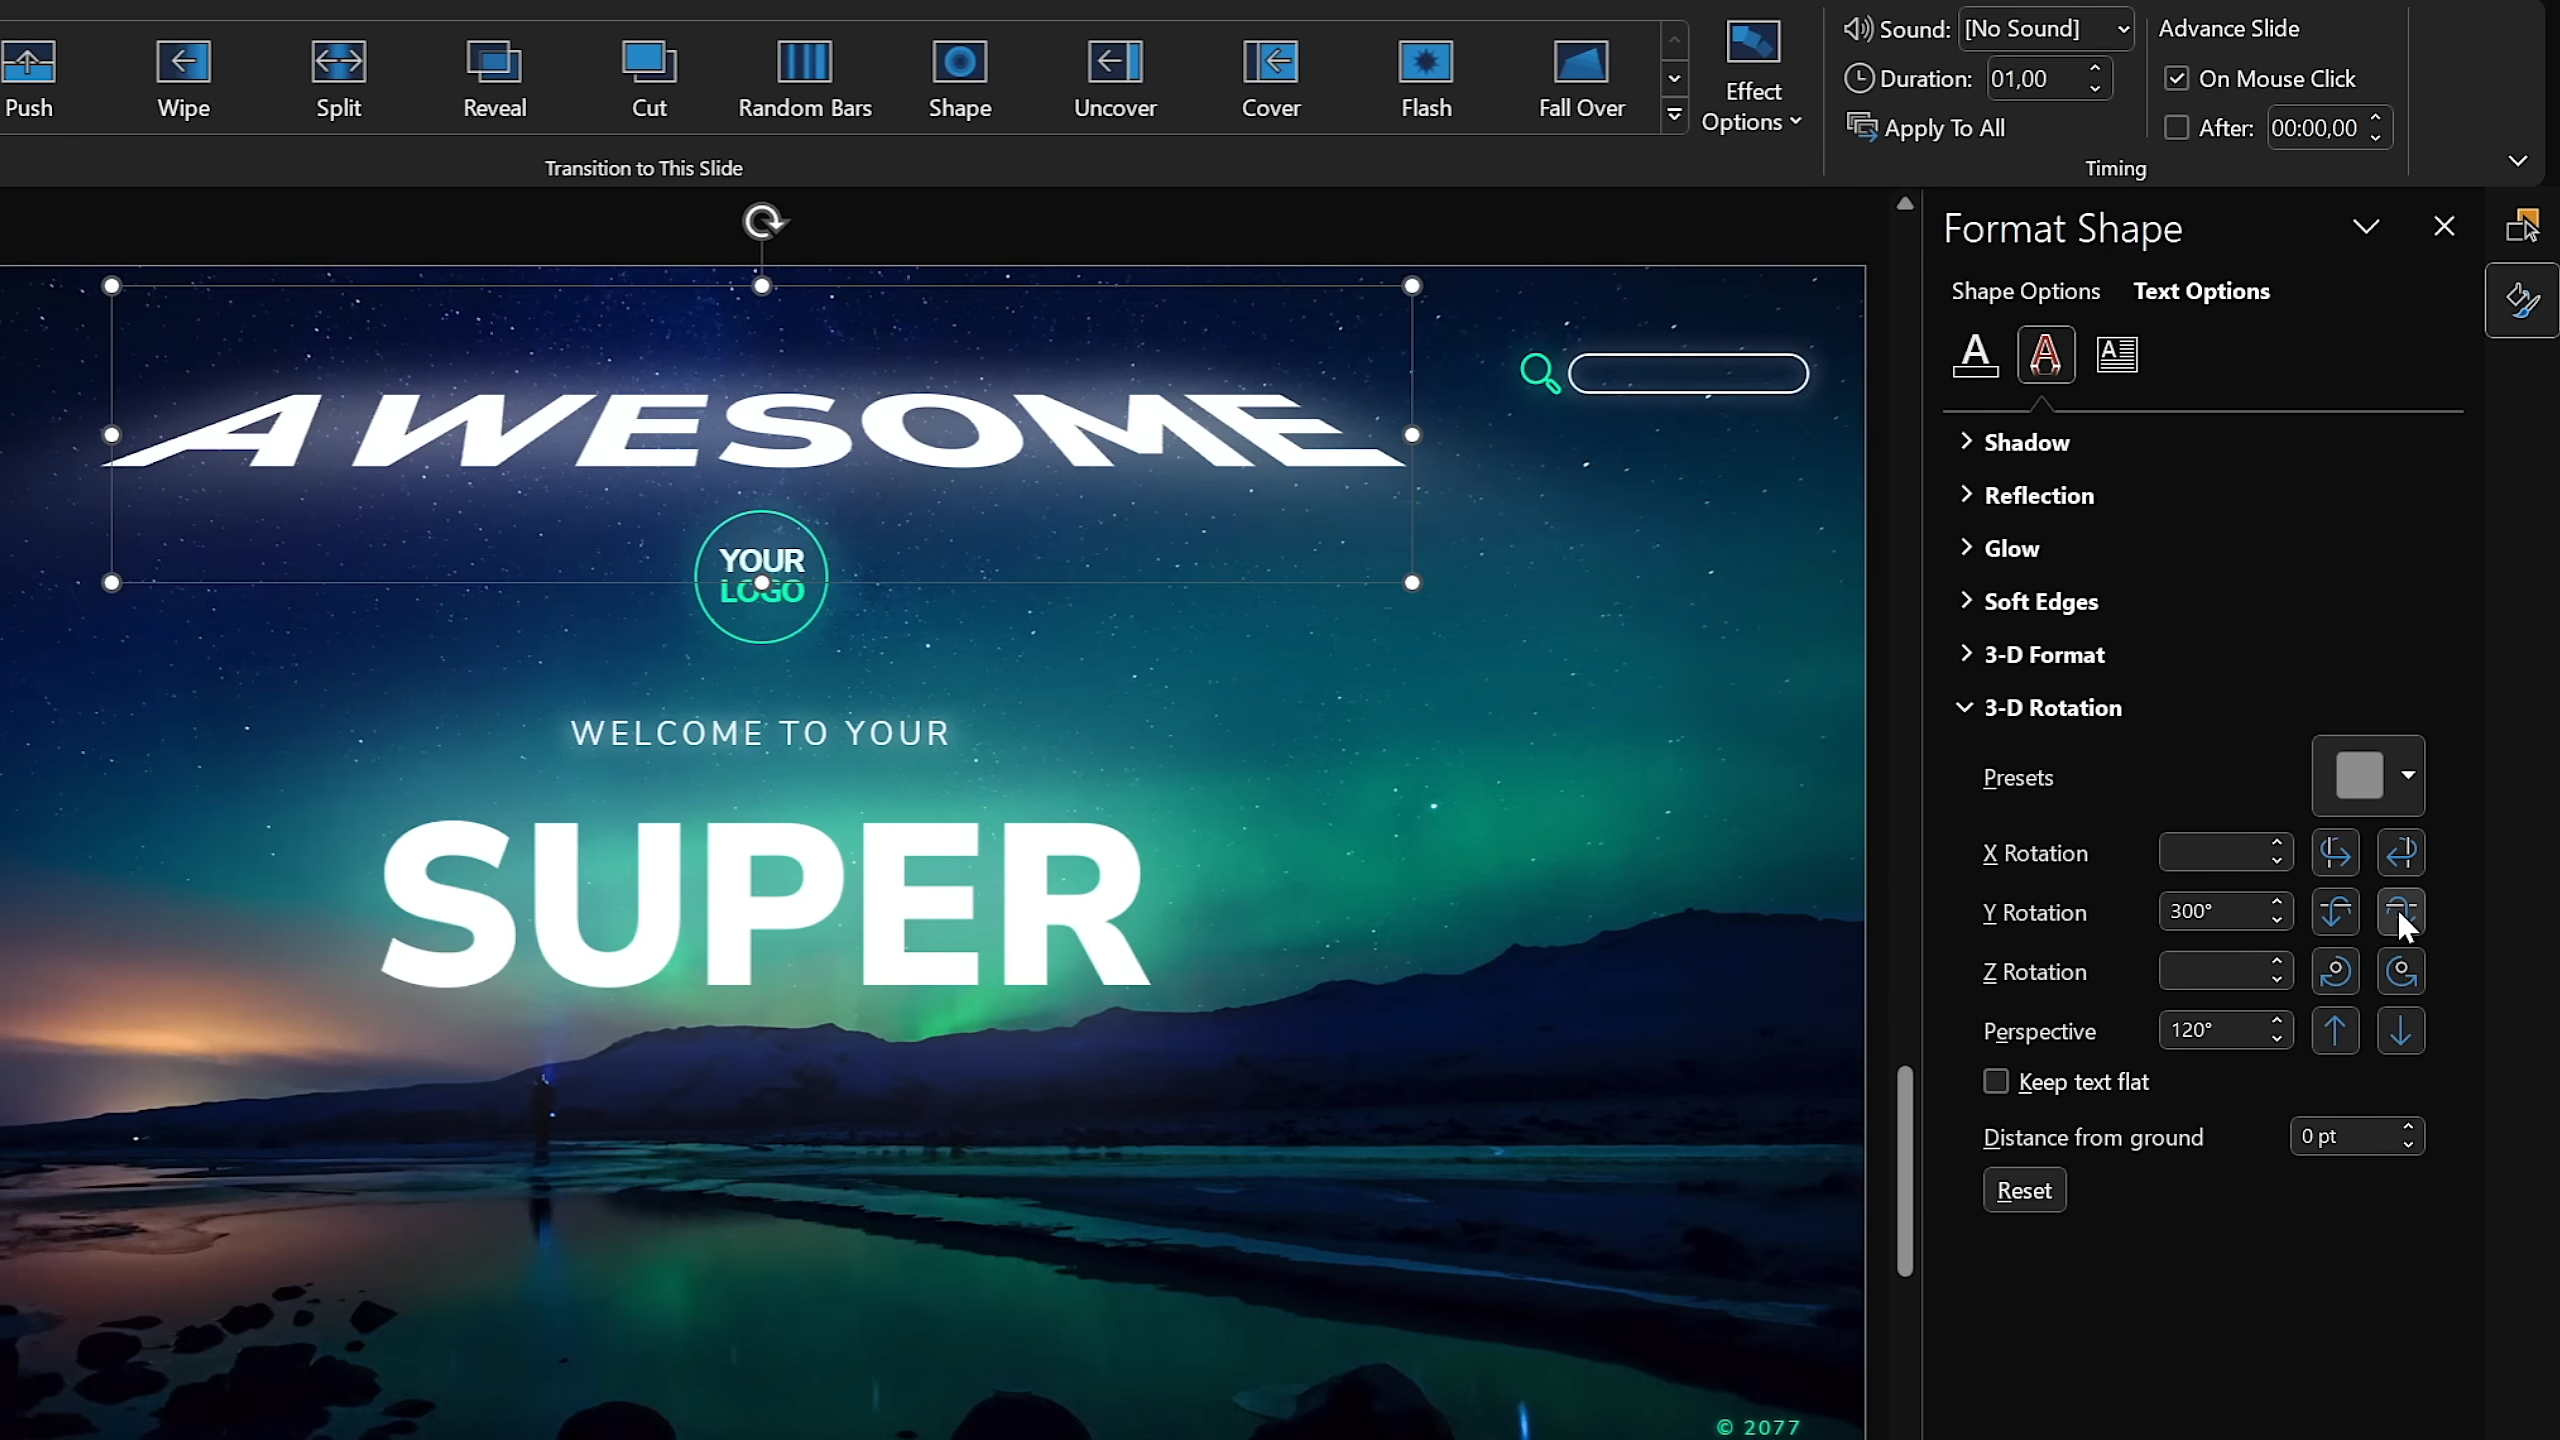 Push
Wipe
Split
Reveal
Cut
Random Bars
Shape
Uncover
Cover
Flash
Fall Over
Effect
Options
Transition to This Slide
Sound: [No Sound]
Duration: 01,00
Apply To All
Advance Slide
On Mouse Click
After: 00:00,00
Timing
AWESOME
YOUR
LOGO
WELCOME TO YOUR
SUPER
© 2077
Format Shape
Shape Options Text Options
A A A
Shadow
Reflection
Glow
Soft Edges
3-D Format
3-D Rotation
Presets
X Rotation
Y Rotation 300°
Z Rotation
Perspective 120°
Keep text flat
Distance from ground 0 pt
Reset